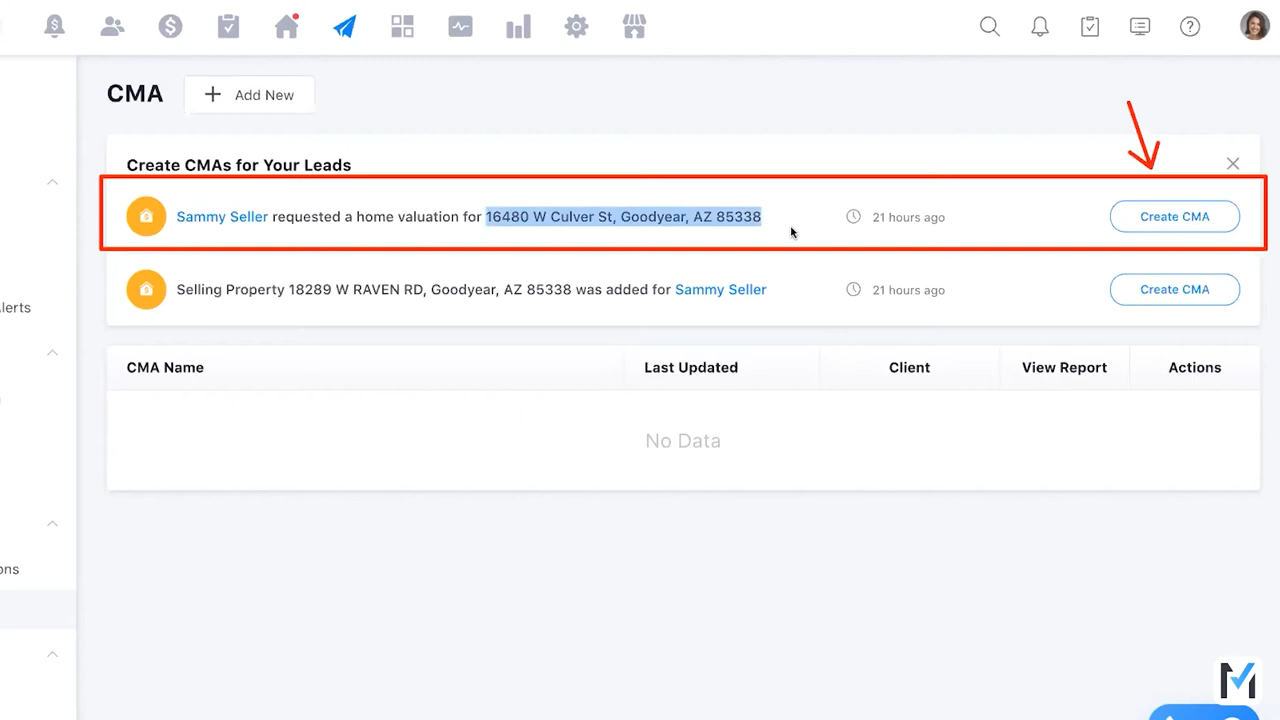 CMA
Add New
Create CMAs for Your Leads
Sammy Seller requested a home valuation for 16480 W Culver St, Goodyear, AZ 85338
21 hours ago
Create CMA
Selling Property 18289 W RAVEN RD, Goodyear, AZ 85338 was added for Sammy Seller
21 hours ago
Create CMA
lerts
CMA Name
Last Updated
Client
View Report
Actions
No Data
ons